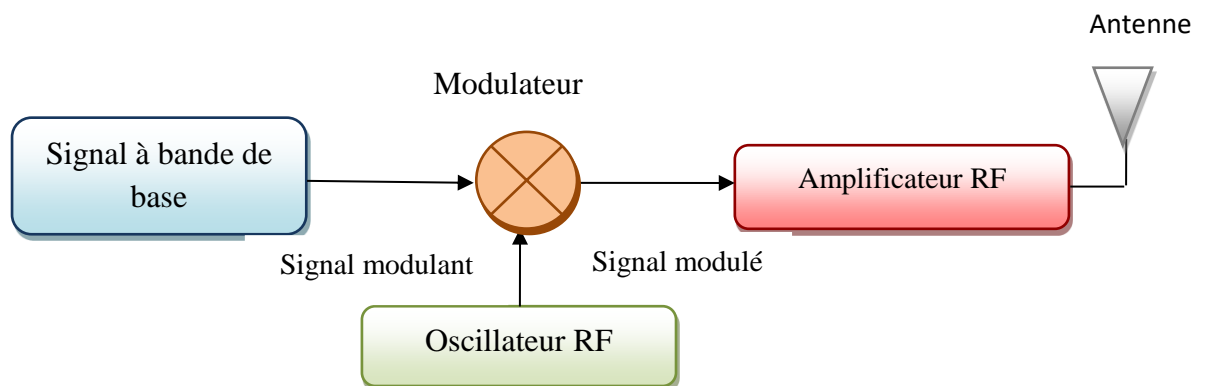 Antenne
Modulateur
Signal à bande de
base
Amplificateur RF
Signal modulant
Signal modulé
Oscillateur RF